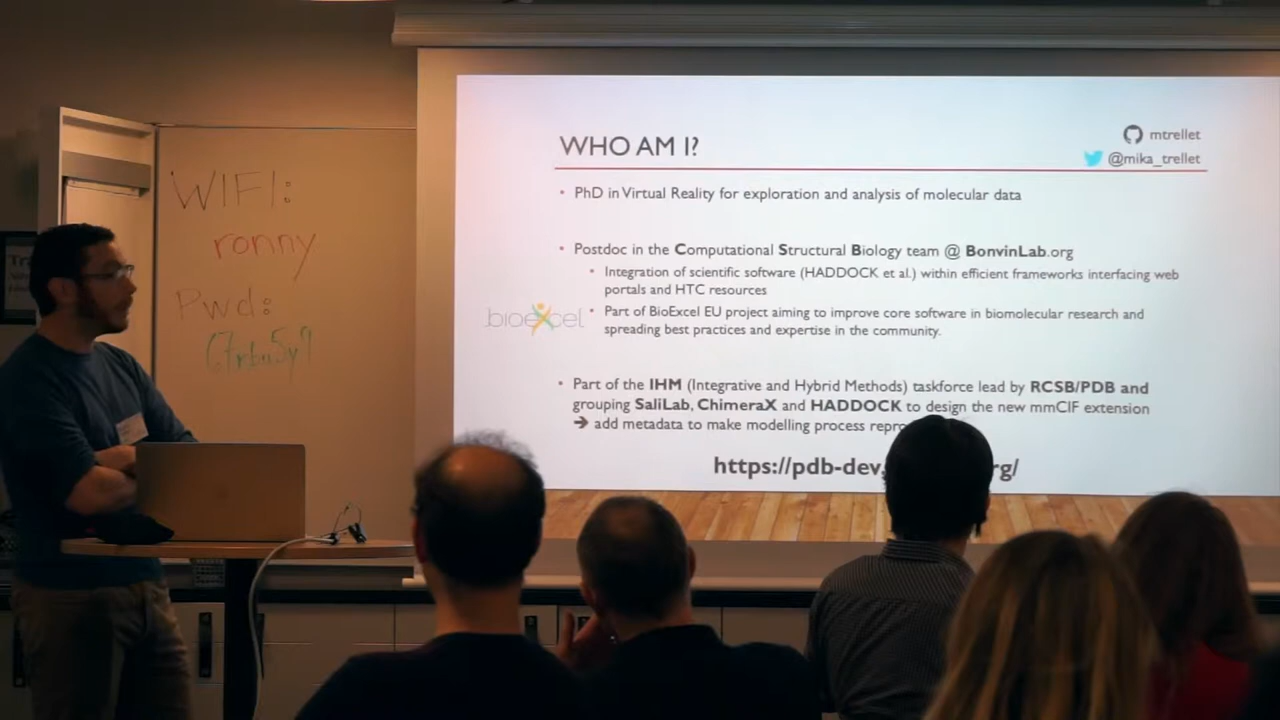 WIFI:
ronny
Pwd:
WHO AM I?
mtrellet
@mika_trellet
• PhD in Virtual Reality for exploration and analysis of molecular data
• Postdoc in the Computational Structural Biology team @ BonvinLab.org
• Integration of scientific software (HADDOCK et al.) within efficient frameworks interfacing web
portals and HTC resources
bioexcel
• Part of BioExcel EU project aiming to improve core software in biomolecular research and
spreading best practices and expertise in the community.
• Part of the IHM (Integrative and Hybrid Methods) taskforce lead by RCSB/PDB and
grouping SaliLab, ChimeraX and HADDOCK to design the new mmCIF extension
➔ add metadata to make modelling process repro
https://pdb-dev. rg/